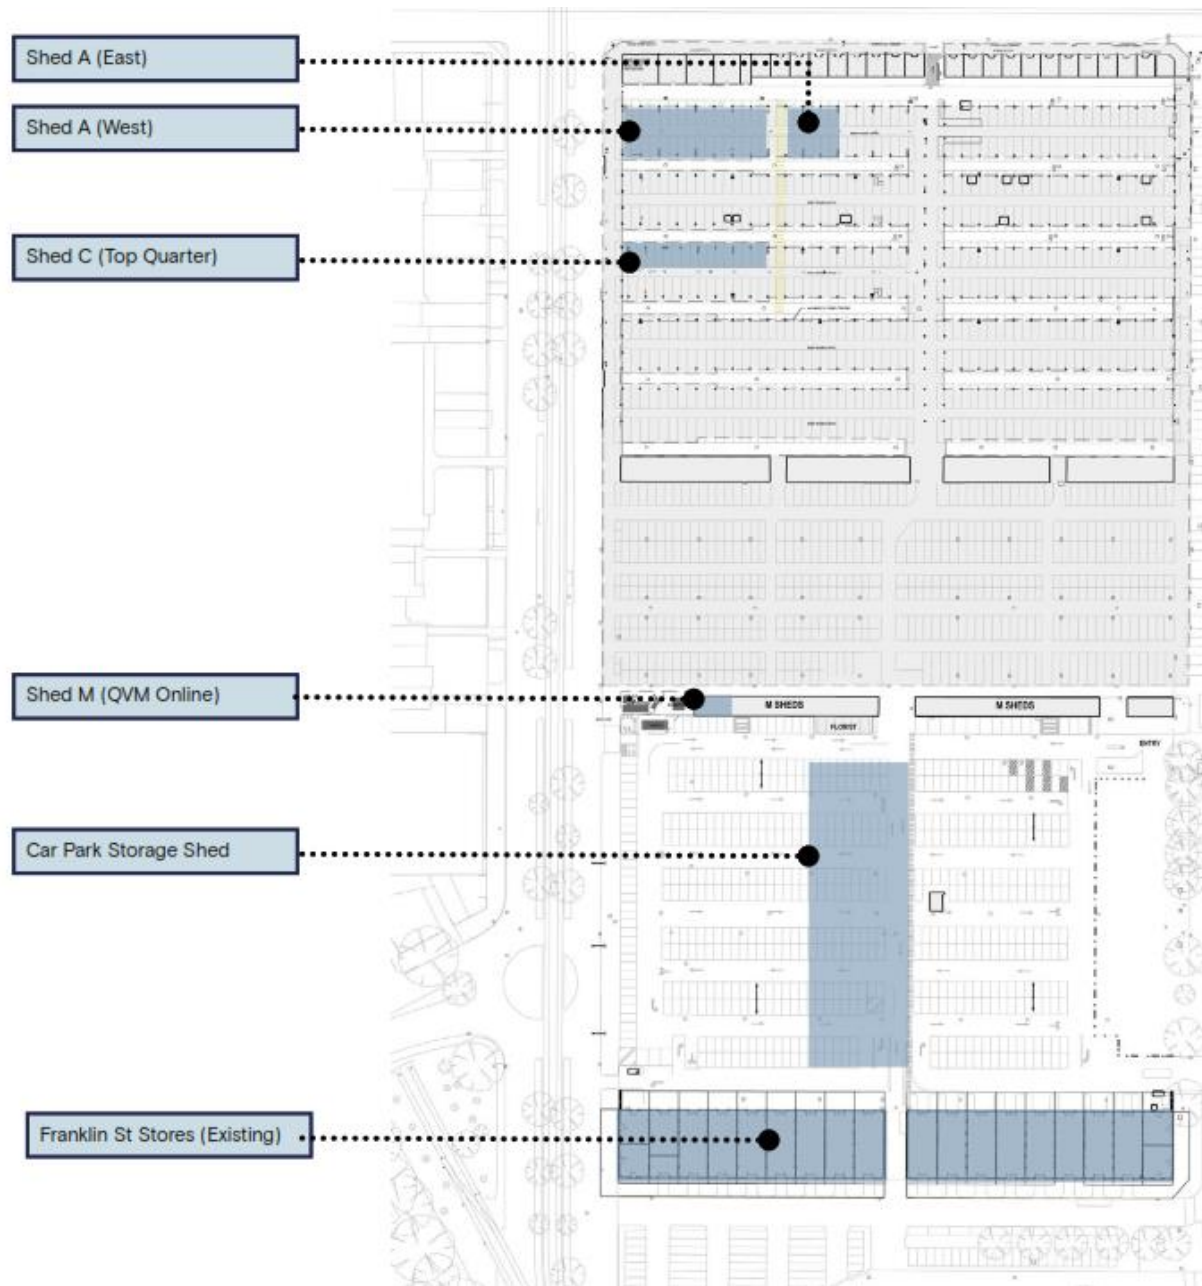 Shed A (East)
Shed A (West)
Shed C (Top Quarter)
Shed M (QVM Online)
M SHEDS
M SHEDS
FLORIST
ENTRY
Car Park Storage Shed
Franklin St Stores (Existing)